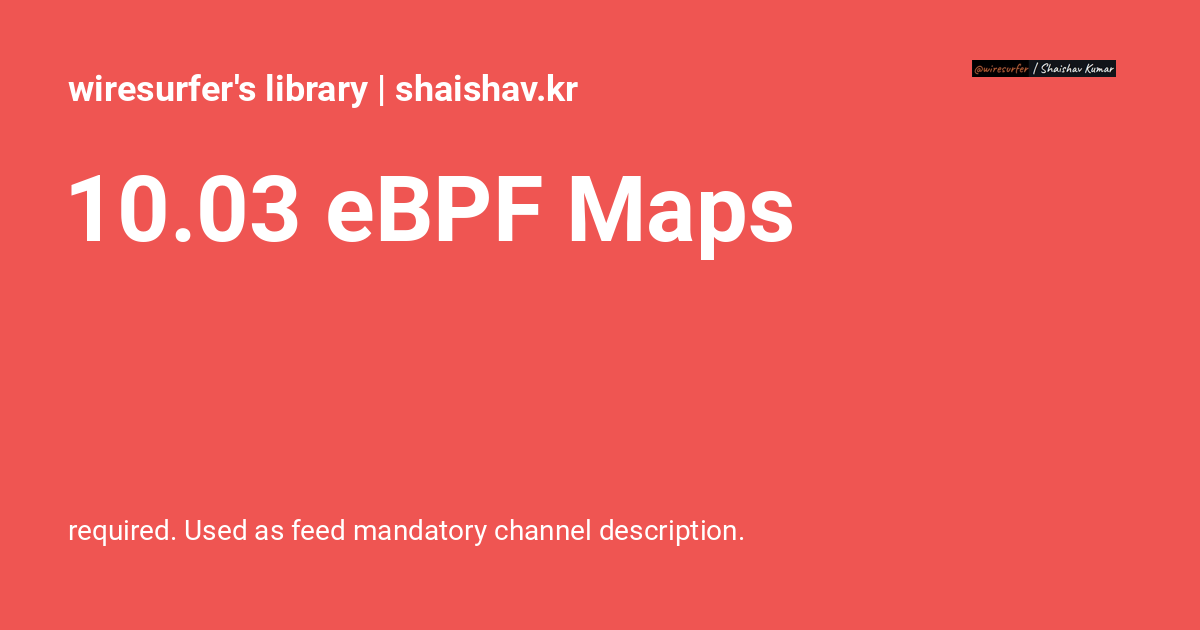 wiresurfer's library | shaishav.kr
@wiresurfer | Shaishav Kumar
10.03 eBPF Maps
required. Used as feed mandatory channel description.